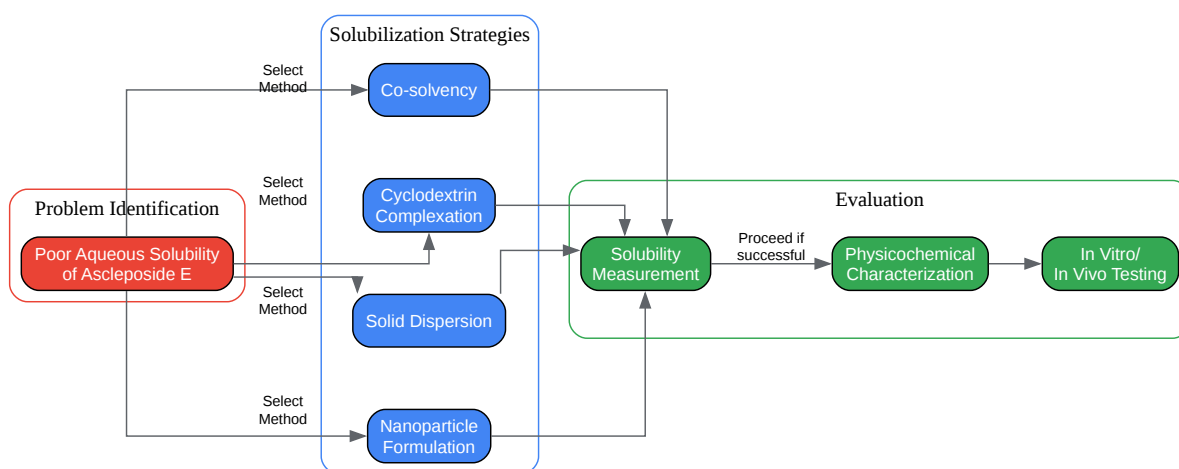 Solubilization Strategies
Select
Method
Co-solvency
Select
Method
Cyclodextrin
Complexation
Problem Identification
Evaluation
Poor Aqueous Solubility
of Ascleposide E
Solubility
Measurement
Proceed if
successful
Physicochemical
Characterization
In Vitro/
In Vivo Testing
Select
Method
Solid Dispersion
Select
Method
Nanoparticle
Formulation